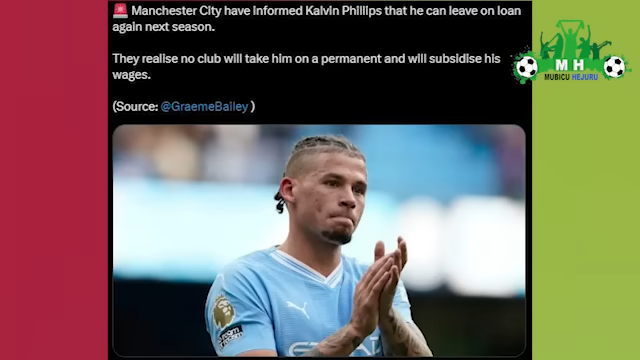 🚨 Manchester City have informed Kalvin Phillips that he can leave on loan
again next season.
They realise no club will take him on a permanent and will subsidise his
wages.
(Source: @GraemeBailey )
M H
MUBICU HEJURU